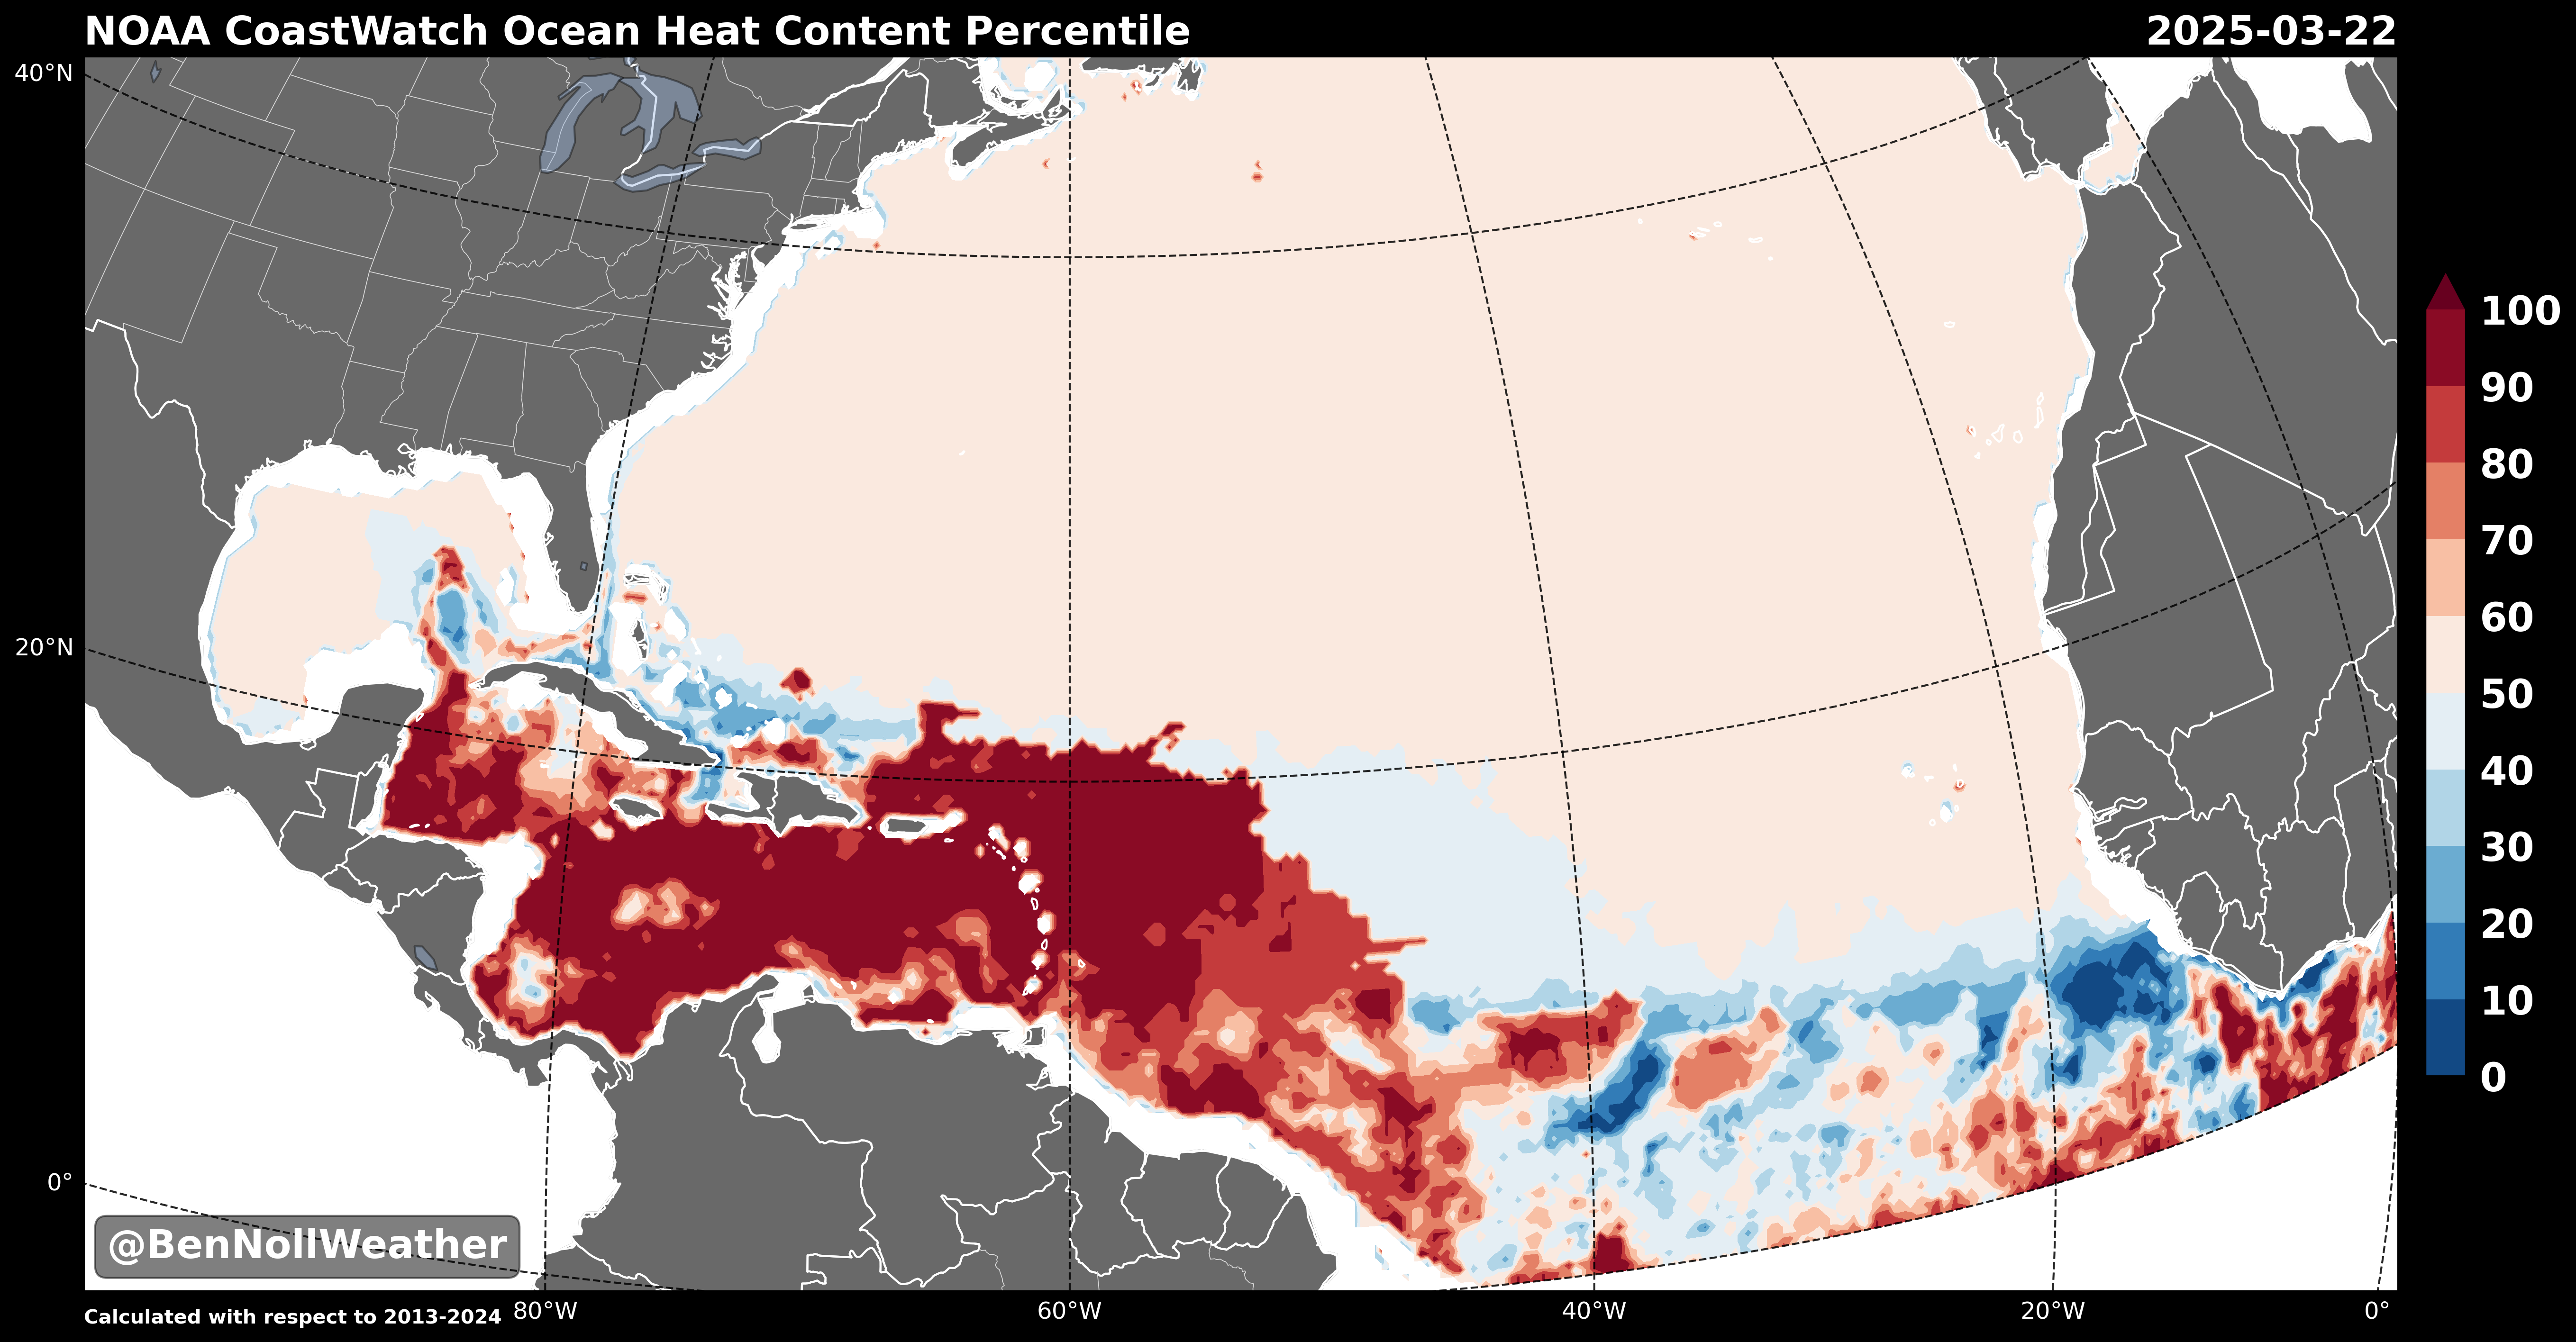 NOAA CoastWatch Ocean Heat Content Percentile
2025-03-22
40°N
20°N
0°
100
90
80
70
60
50
40
30
20
10
0
@BenNollWeather
Calculated with respect to 2013-2024
80°W
60°W
40°W
20°W
0°